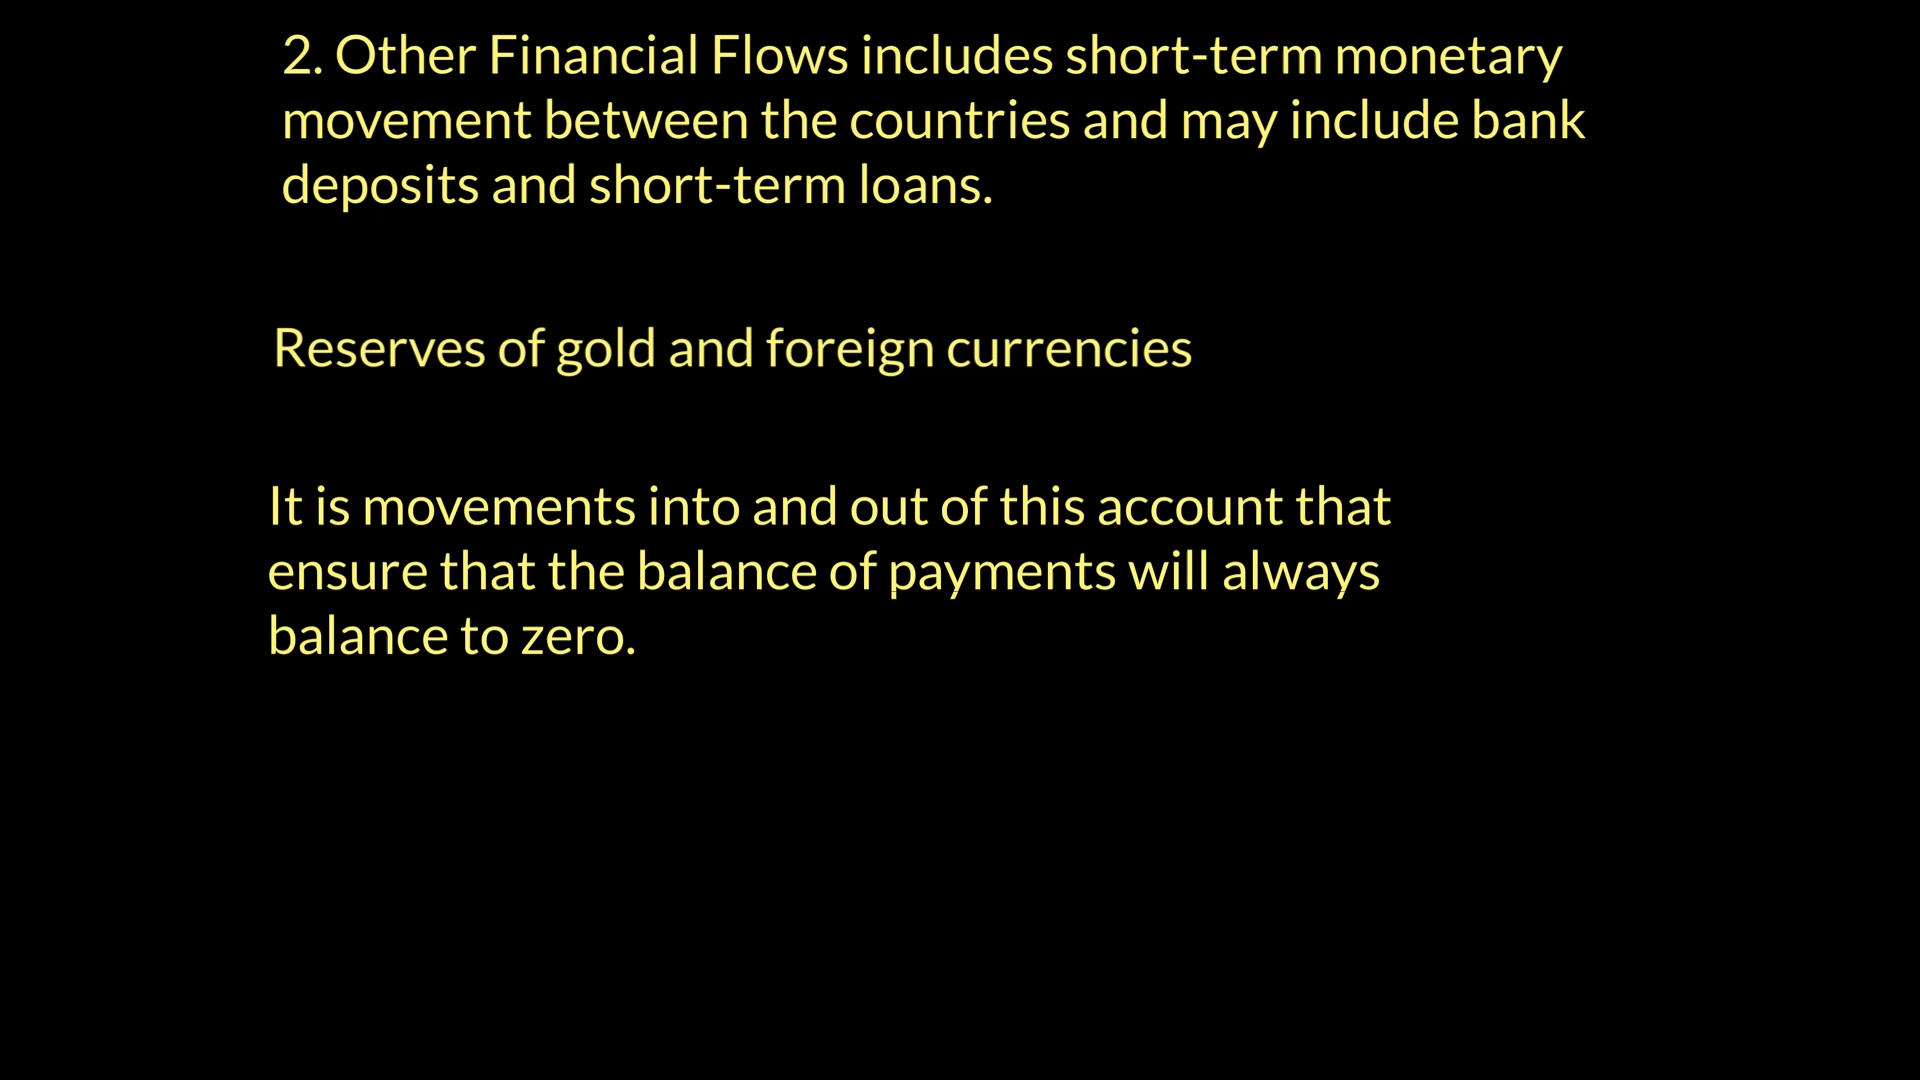 2. Other Financial Flows includes short-term monetary
movement between the countries and may include bank
deposits and short-term loans.
Reserves of gold and foreign currencies
It is movements into and out of this account that
ensure that the balance of payments will always
balance to zero.